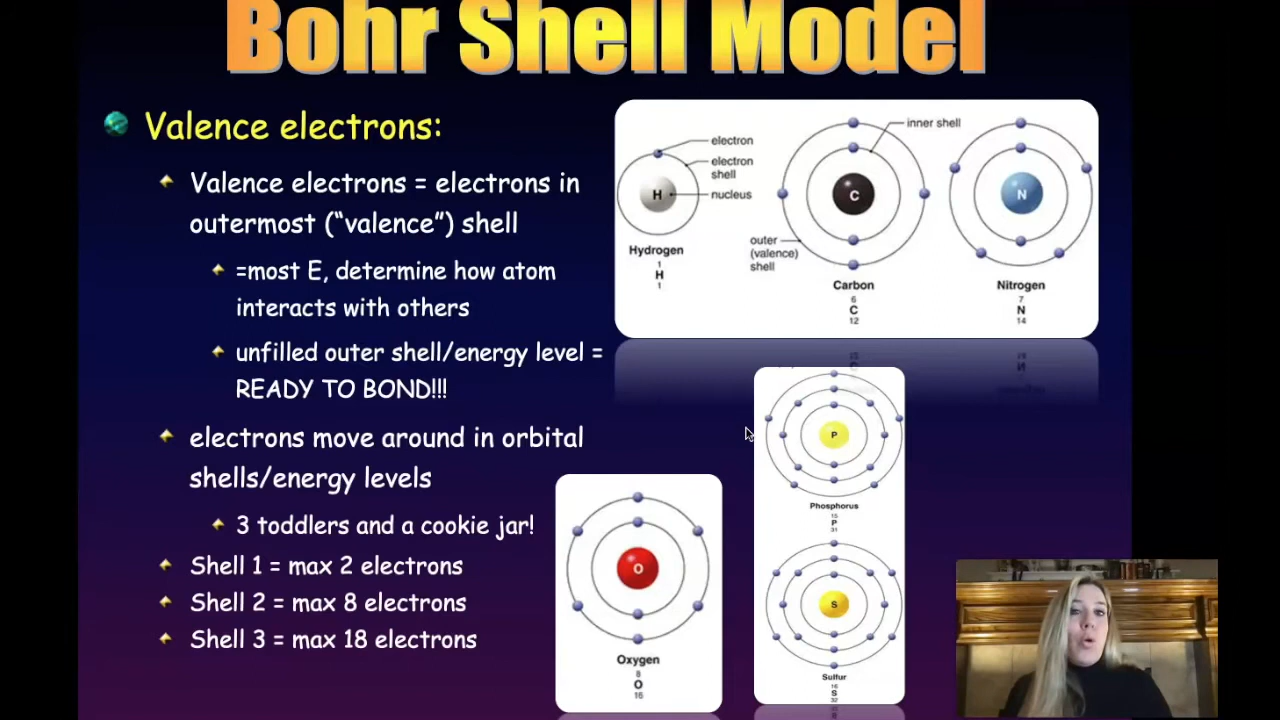 Bohr Shell Model
Valence electrons:
Valence electrons = electrons in
outermost (“valence”) shell
=most E, determine how atom
interacts with others
unfilled outer shell/energy level =
READY TO BOND!!!
electrons move around in orbital
shells/energy levels
3 toddlers and a cookie jar!
Shell 1 = max 2 electrons
Shell 2 = max 8 electrons
Shell 3 = max 18 electrons
electron
electron
shell
nucleus
H
Hydrogen
1
H
1
inner shell
C
outer
(valence)
shell
Carbon
6
C
12
N
Nitrogen
7
N
14
P
Phosphorus
15
P
31
S
Sulfur
16
S
32
O
Oxygen
8
O
16